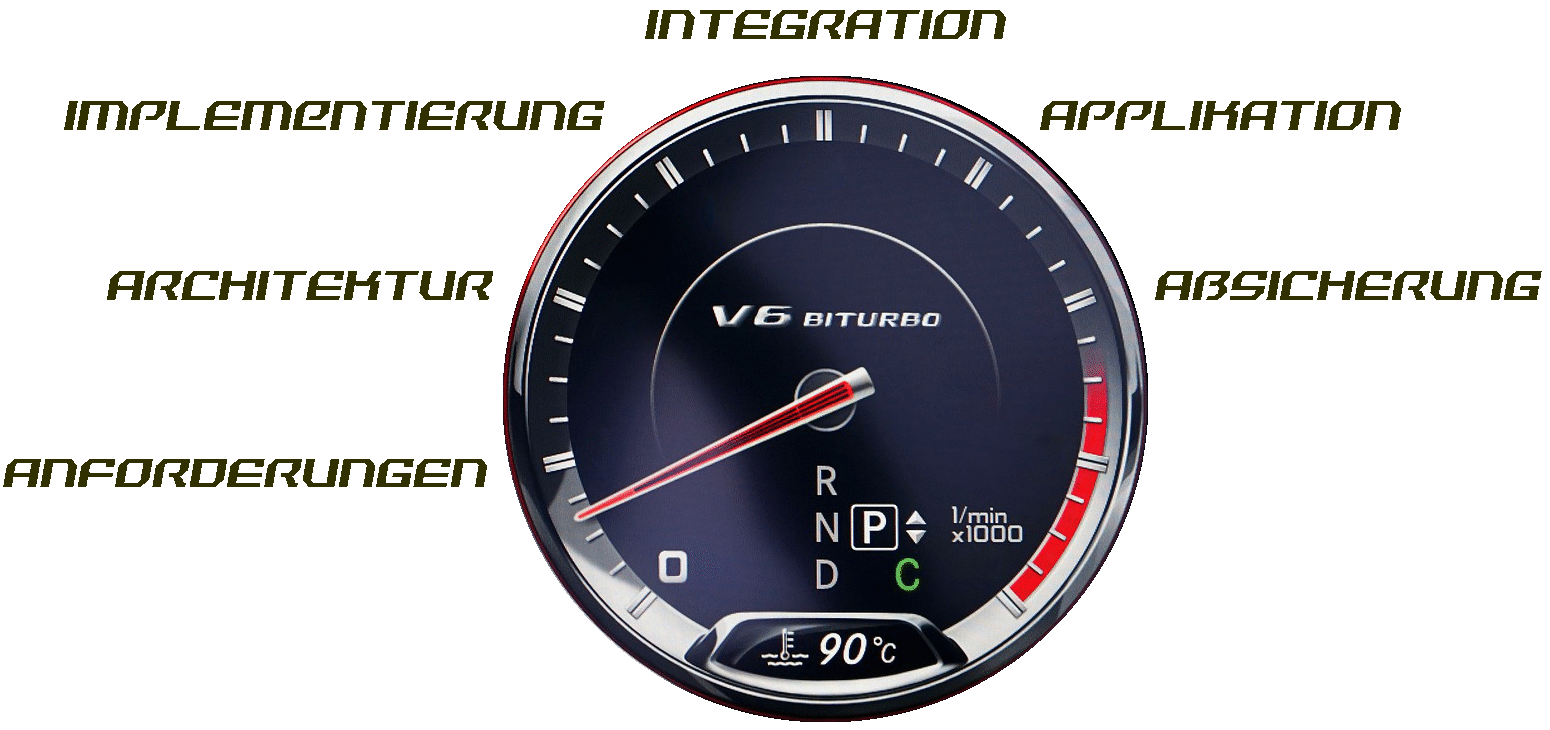 INTEGRATION
IMPLEMENTIERUNG
APPLIKATION
ARCHITEKTUR
ABSICHERUNG
V6 BITURBO
ANFORDERUNGEN
R
N P 1/min
x1000
0 D C
90 °C